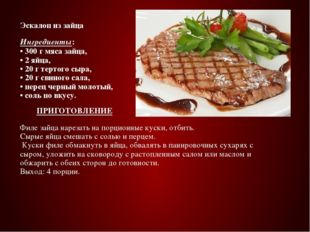 Эскалоп из зайца
Ингредиенты:
• 300 г мяса зайца,
• 2 яйца,
• 20 г тертого сыра,
• 20 г свиного сала,
• перец черный молотый,
• соль по вкусу.
ПРИГОТОВЛЕНИЕ
Филе зайца нарезать на порционные куски, отбить.
Сырые яйца смешать с солью и перцем.
Куски филе обмакнуть в яйца, обвалять в панировочных сухарях с
сыром, уложить на сковороду с растопленным салом или маслом и
обжарить с обеих сторон до готовности.
Выход: 4 порции.